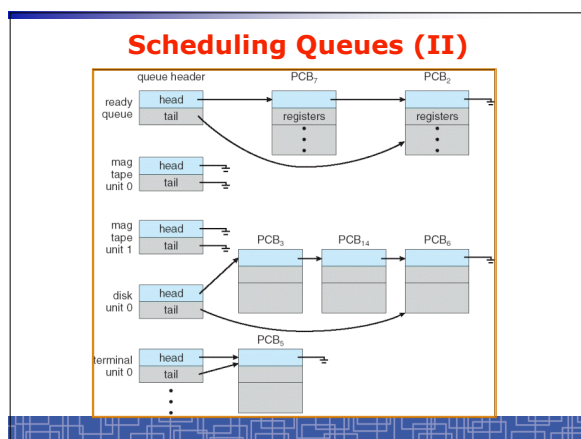 Scheduling Queues (II)
queue header PCB₇ PCB₂
ready queue
head
tail
registers
registers
mag tape unit 0
head
tail
mag tape unit 1
head
tail
PCB₃ PCB₁₄ PCB₆
disk unit 0
head
tail
PCB₅
terminal unit 0
head
tail